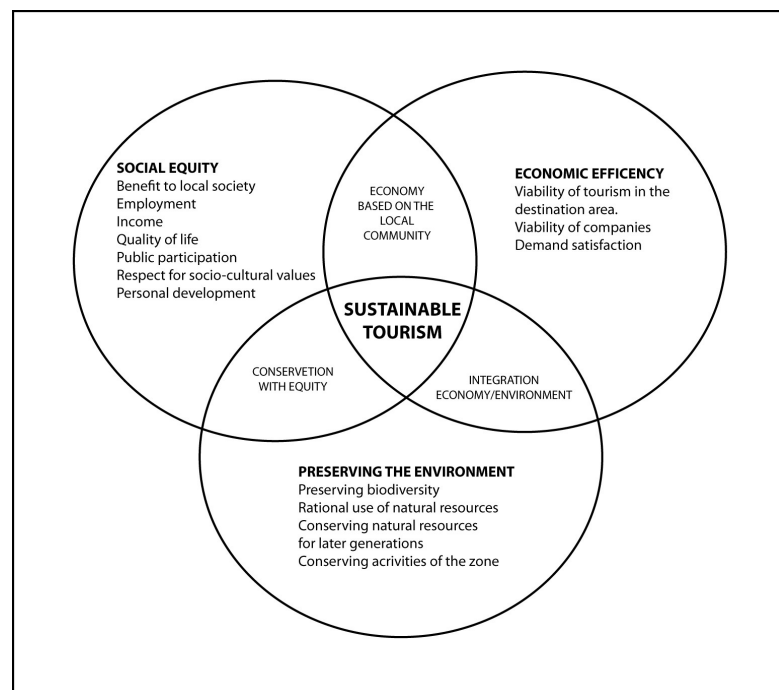 SOCIAL EQUITY
Benefit to local society
Employment
Income
Quality of life
Public participation
Respect for socio-cultural values
Personal development
ECONOMY
BASED ON THE
LOCAL
COMMUNITY
ECONOMIC EFFICENCY
Viability of tourism in the
destination area.
Viability of companies
Demand satisfaction
SUSTAINABLE
TOURISM
CONSERVETION
WITH EQUITY
INTEGRATION
ECONOMY/ENVIRONMENT
PRESERVING THE ENVIRONMENT
Preserving biodiversity
Rational use of natural resources
Conserving natural resources
for later generations
Conserving acrivities of the zone